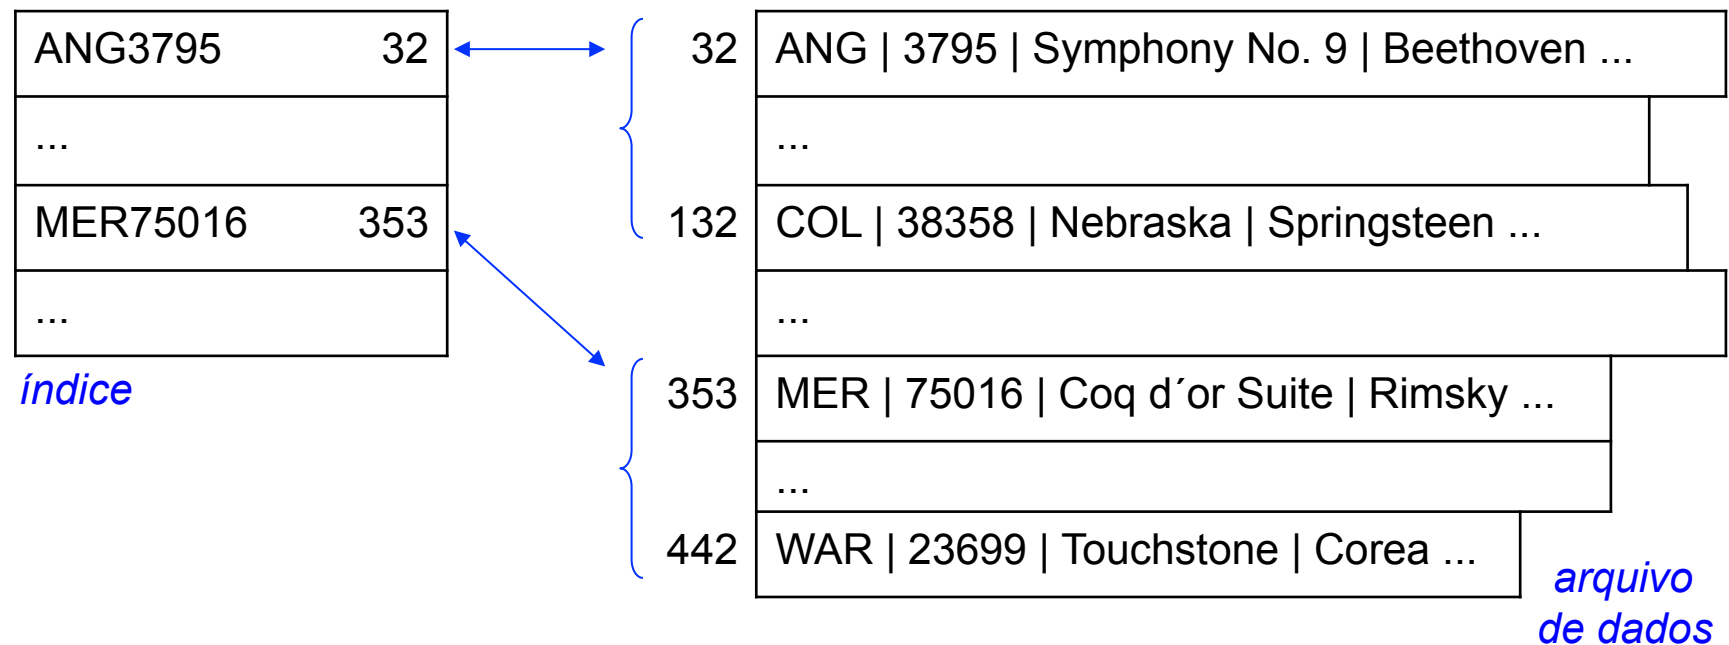 ANG3795 32
...
MER75016 353
...
índice
32 ANG | 3795 | Symphony No. 9 | Beethoven ...
...
132 COL | 38358 | Nebraska | Springsteen ...
...
353 MER | 75016 | Coq d´or Suite | Rimsky ...
...
442 WAR | 23699 | Touchstone | Corea ...
arquivo
de dados